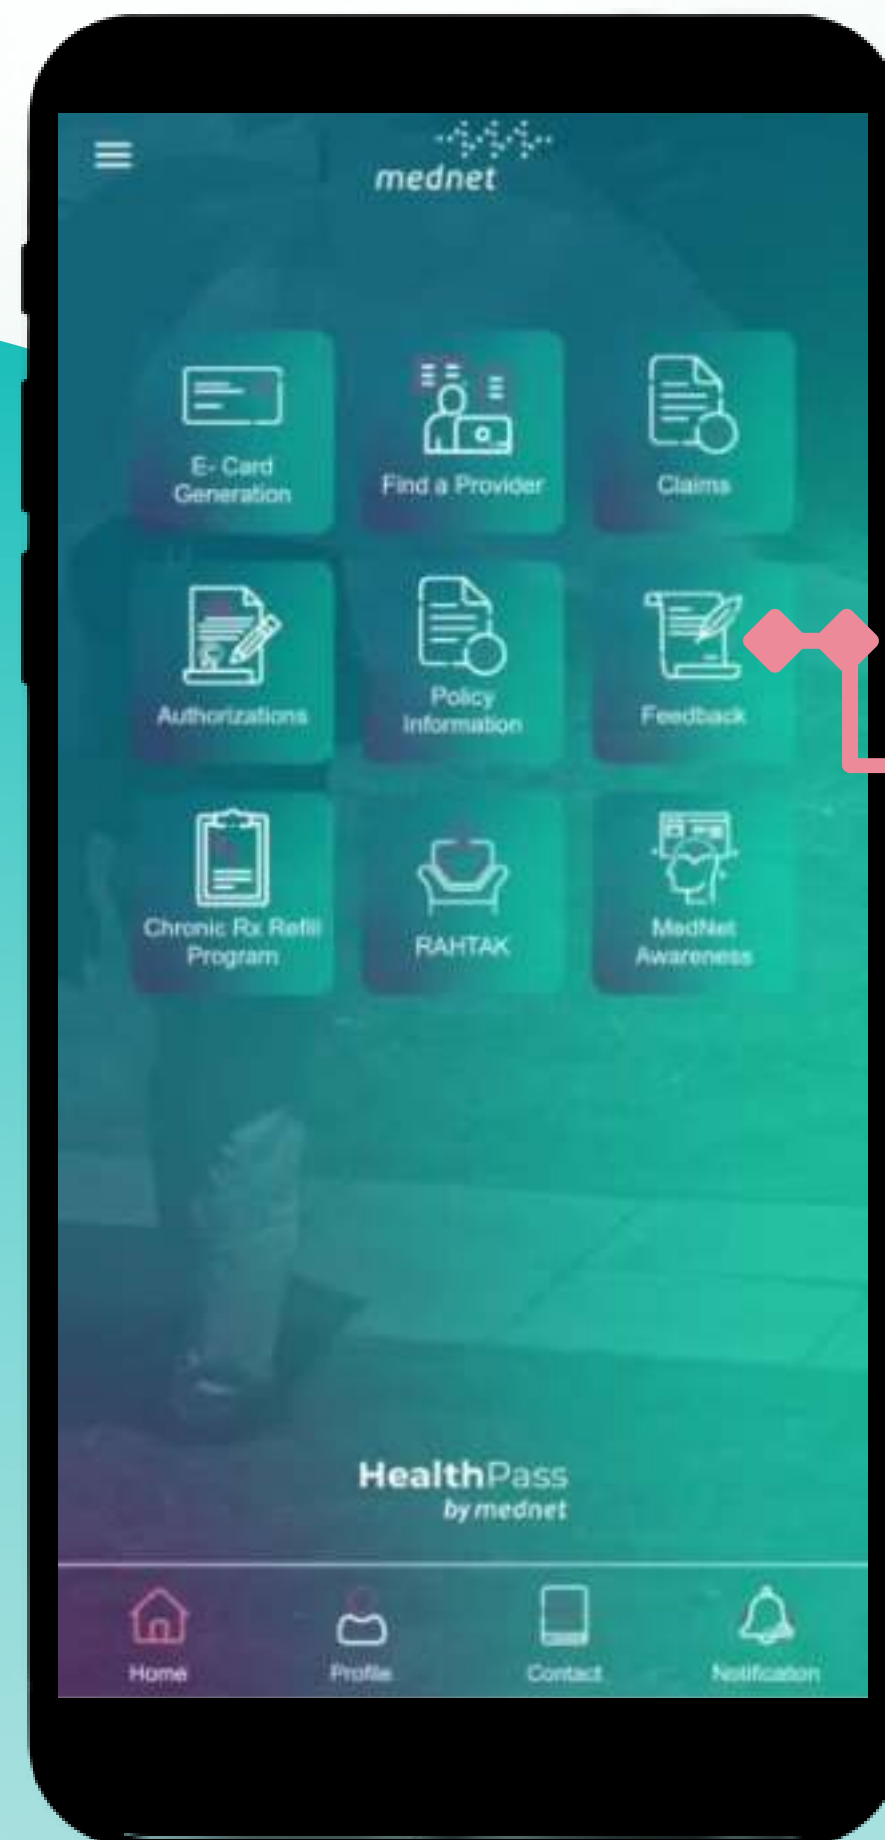 mednet
E- Card
Generation
Find a Provider
Claims
Authorizations
Policy
Information
Feedback
Chronic Rx Refill
Program
RAHTAK
MedNet
Awareness
HealthPass
by mednet
Home
Profile
Contact
Notification